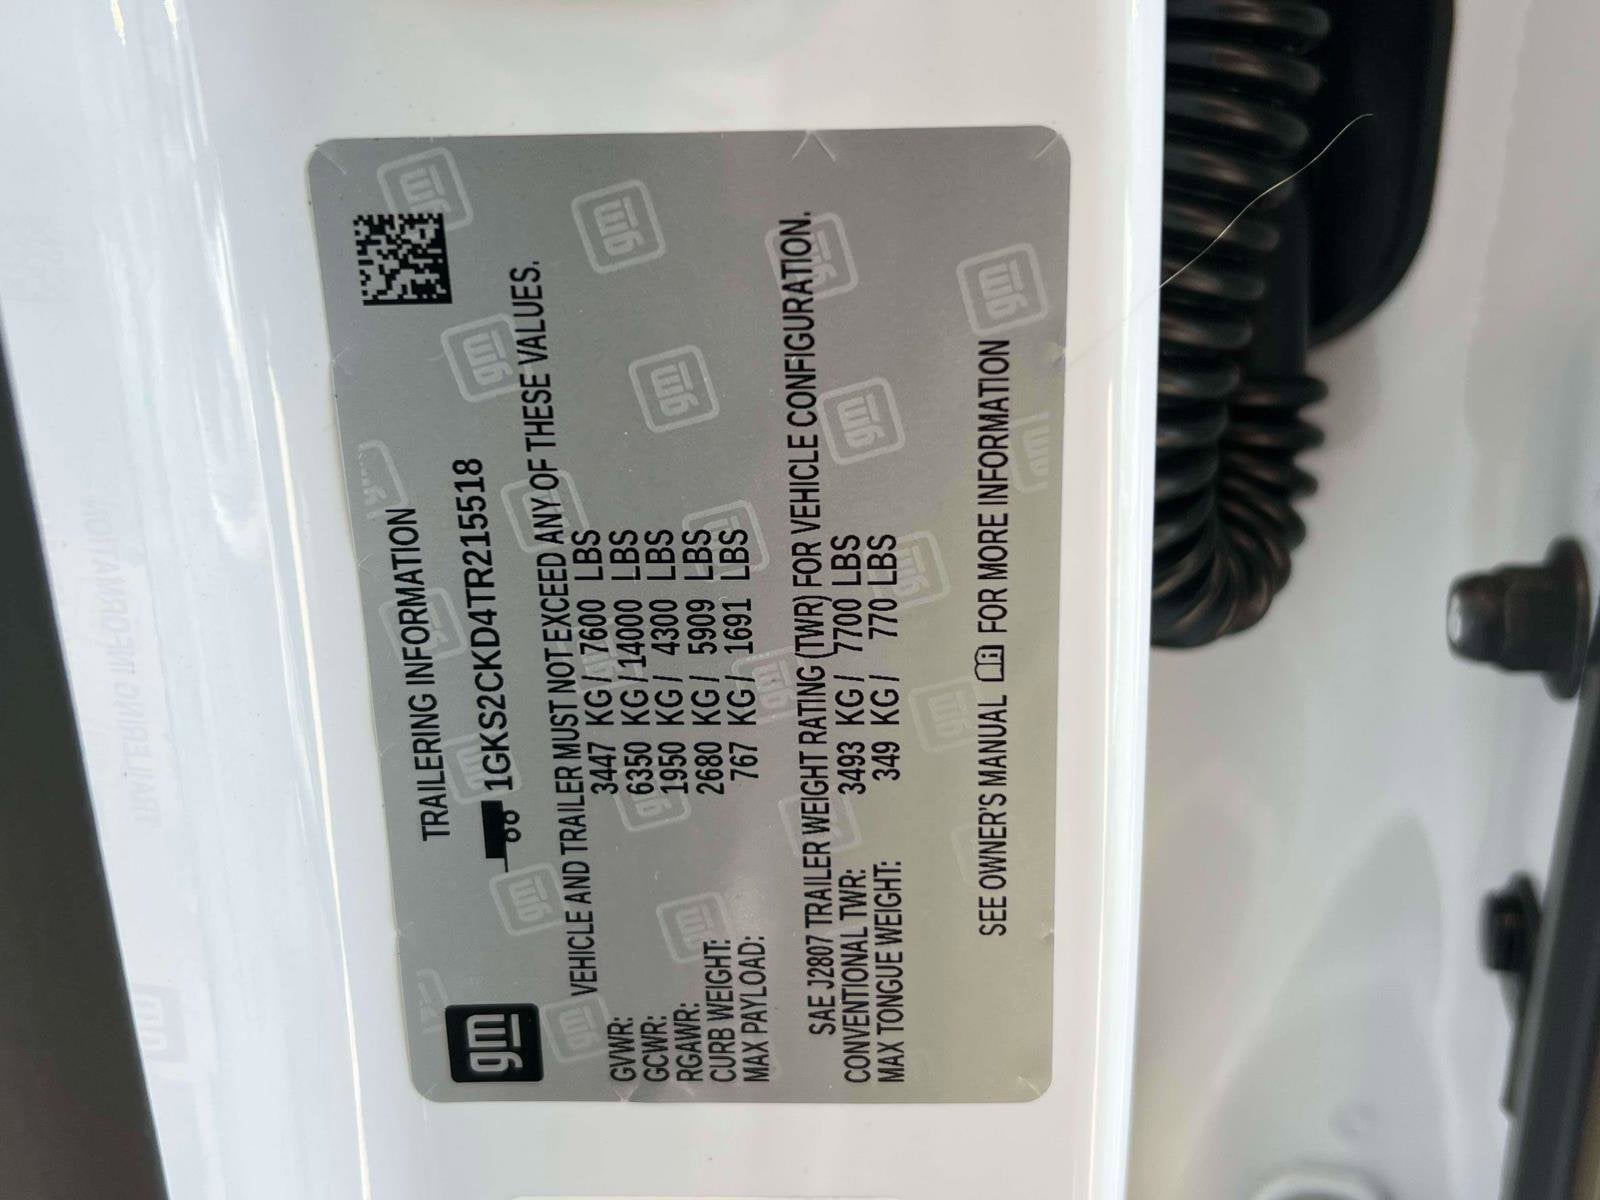 gm
TRAILERING INFORMATION
1GKS2CKD4TR215518
VEHICLE AND TRAILER MUST NOT EXCEED ANY OF THESE VALUES.
GVWR: 3447 KG / 7600 LBS
GCWR: 6350 KG / 14000 LBS
RGAWR: 1950 KG / 4300 LBS
CURB WEIGHT: 2680 KG / 5909 LBS
MAX PAYLOAD: 767 KG / 1691 LBS
SAE J2807 TRAILER WEIGHT RATING (TWR) FOR VEHICLE CONFIGURATION.
CONVENTIONAL TWR: 3493 KG / 7700 LBS
MAX TONGUE WEIGHT: 349 KG / 770 LBS
SEE OWNER'S MANUAL FOR MORE INFORMATION